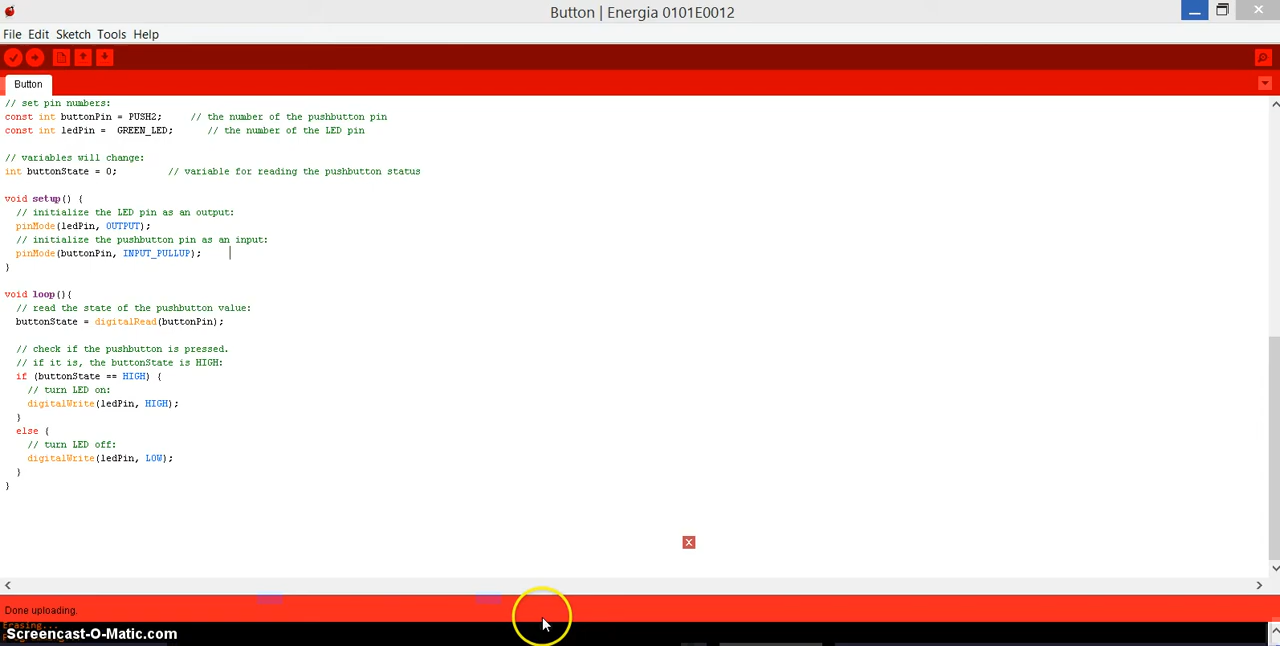 Button | Energia 0101E0012
File Edit Sketch Tools Help
Button
// set pin numbers:
const int buttonPin = PUSH2;     // the number of the pushbutton pin
const int ledPin =  GREEN_LED;      // the number of the LED pin
// variables will change:
int buttonState = 0;         // variable for reading the pushbutton status
void setup() {
  // initialize the LED pin as an output:
  pinMode(ledPin, OUTPUT);
  // initialize the pushbutton pin as an input:
  pinMode(buttonPin, INPUT_PULLUP);
}
void loop(){
  // read the state of the pushbutton value:
  buttonState = digitalRead(buttonPin);
  // check if the pushbutton is pressed.
  // if it is, the buttonState is HIGH:
  if (buttonState == HIGH) {
    // turn LED on:
    digitalWrite(ledPin, HIGH);
  }
  else {
    // turn LED off:
    digitalWrite(ledPin, LOW);
  }
}
Done uploading.
Erasing...
Screencast-O-Matic.com